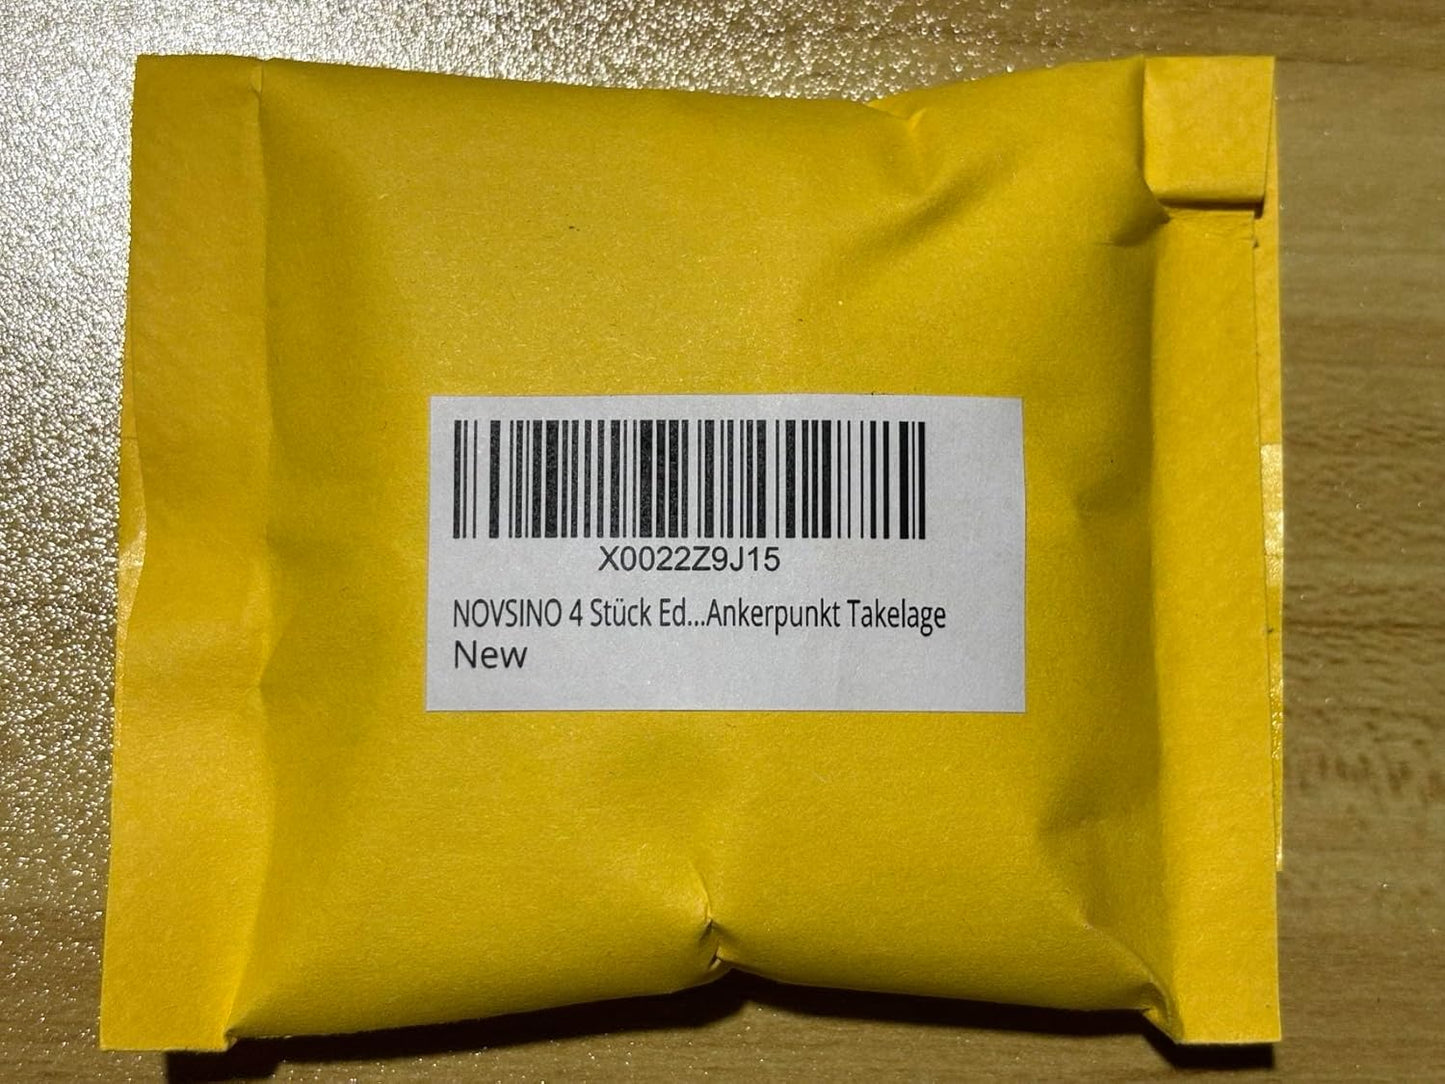 X0022Z9J15
NOVSINO 4 Stück Ed...Ankerpunkt Takelage
New